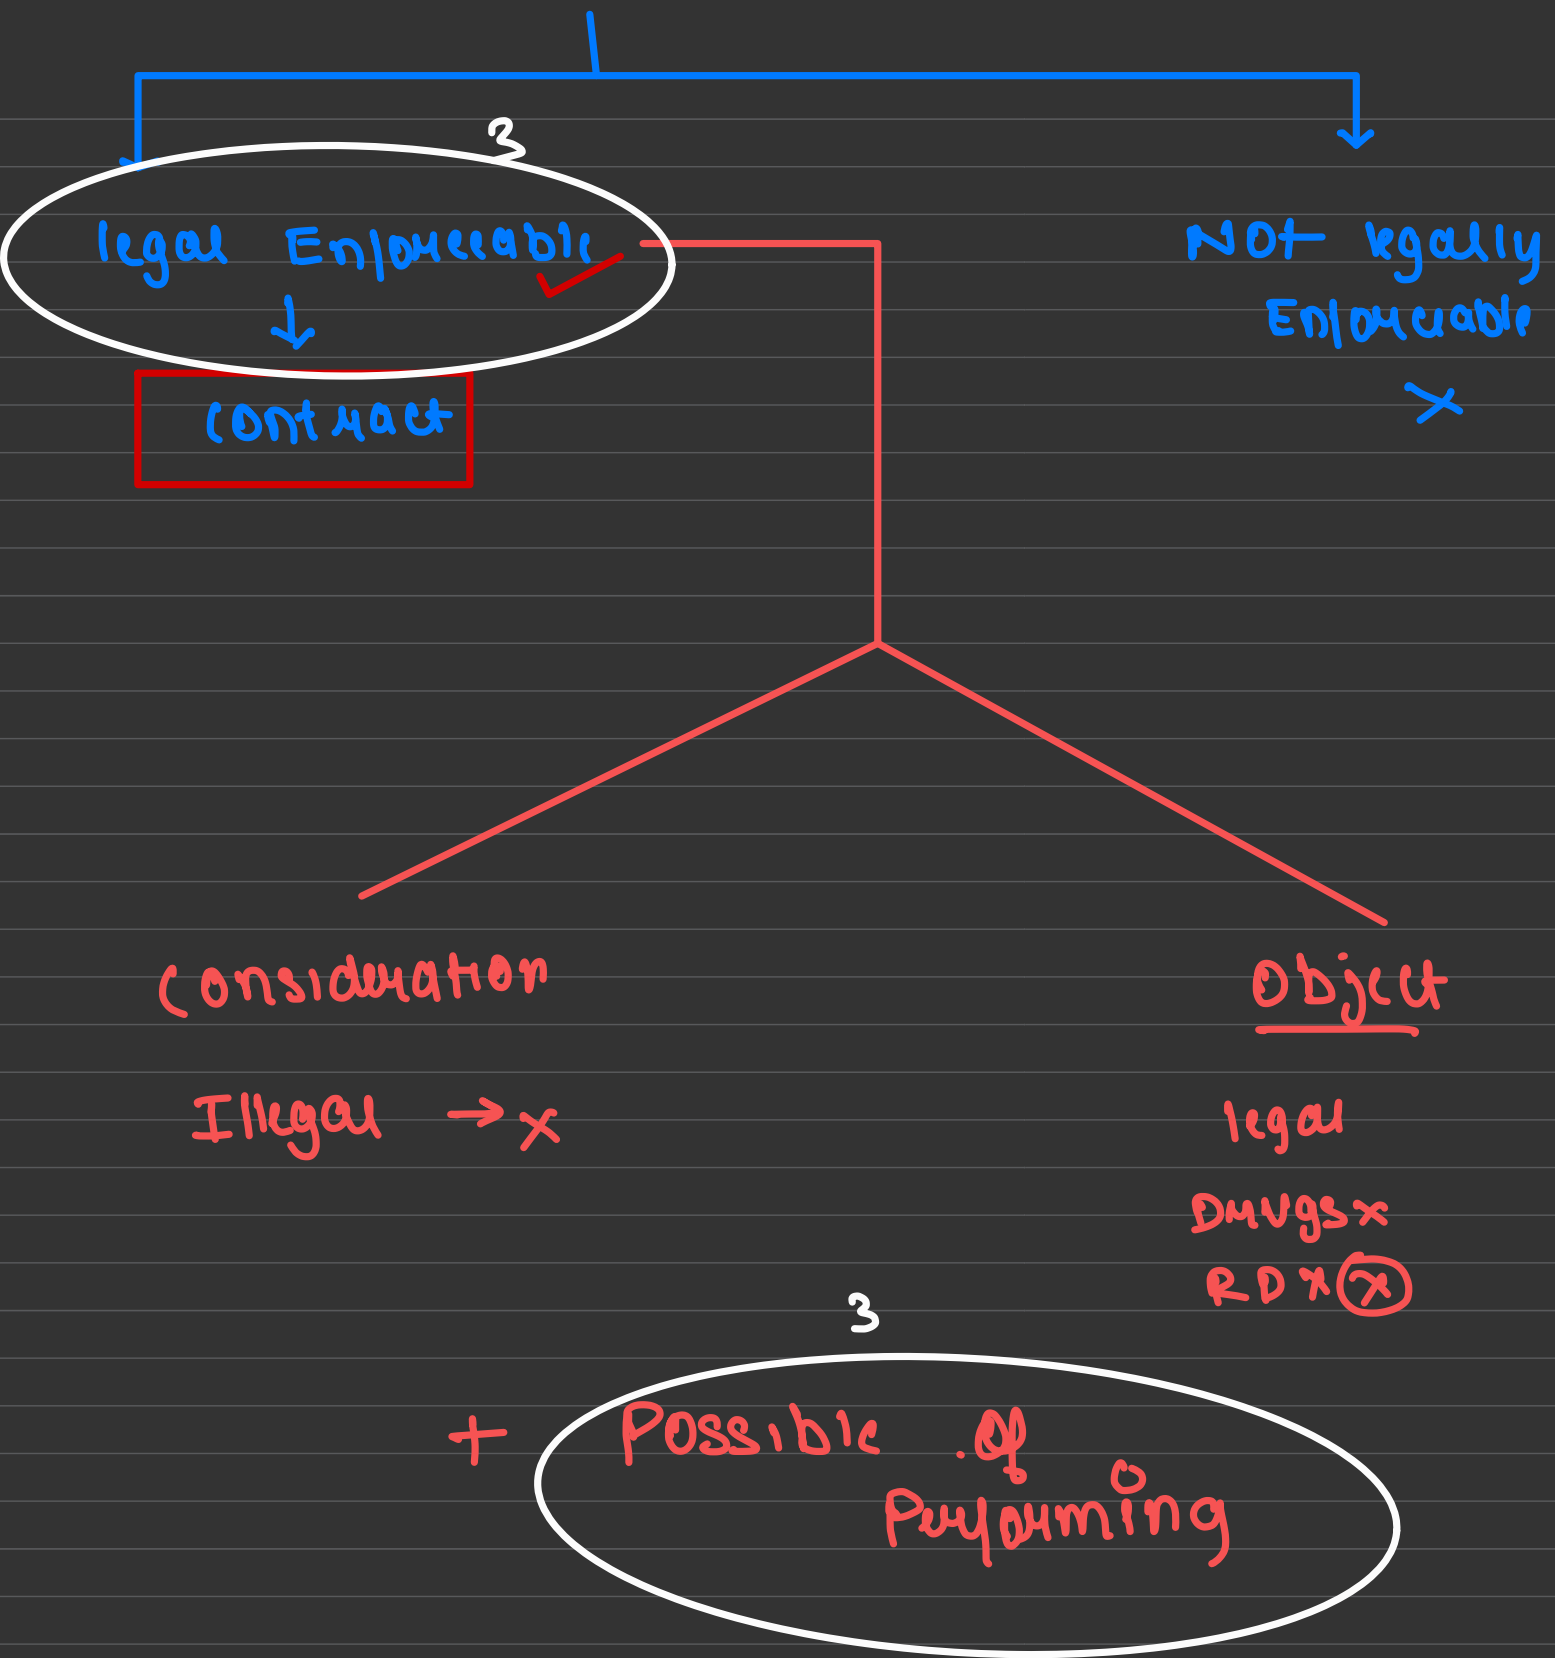 3
legal Enforceable ✓
Not legally
Enforceable
×
↓
Contract
Consideration
Object
Illegal → ×
legal
Drugs ×
RDX ×
3
+ Possible of
Performing